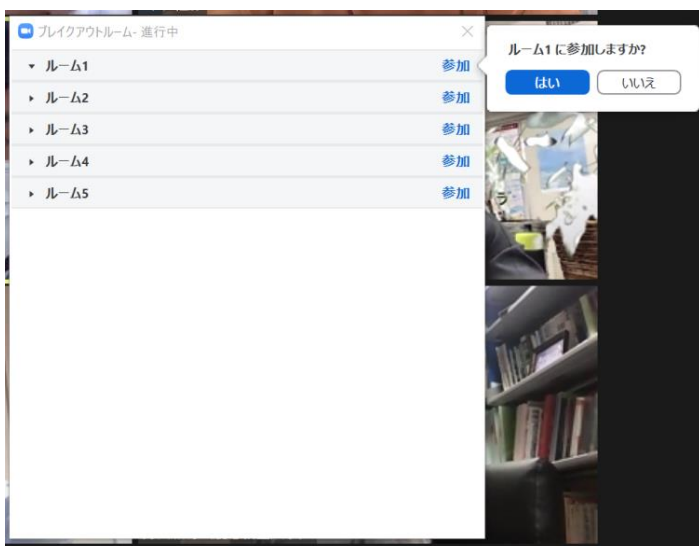 ブレイクアウトルーム- 進行中
ルーム1 参加
ルーム2 参加
ルーム3 参加
ルーム4 参加
ルーム5 参加
ルーム1 に参加しますか?
はい いいえ